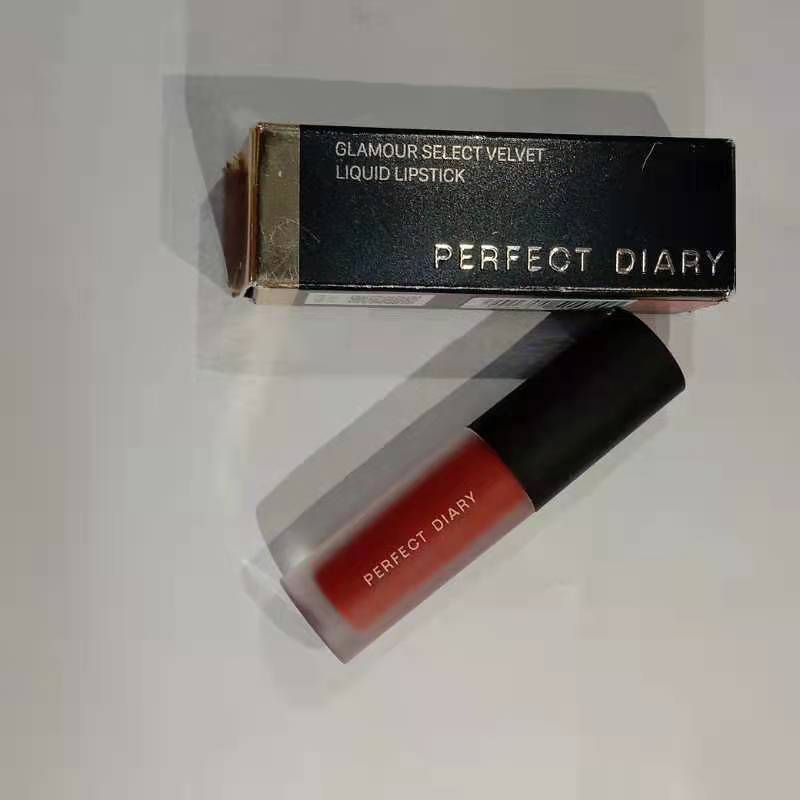 GLAMOUR SELECT VELVET
LIQUID LIPSTICK
PERFECT DIARY
PERFECT DIARY